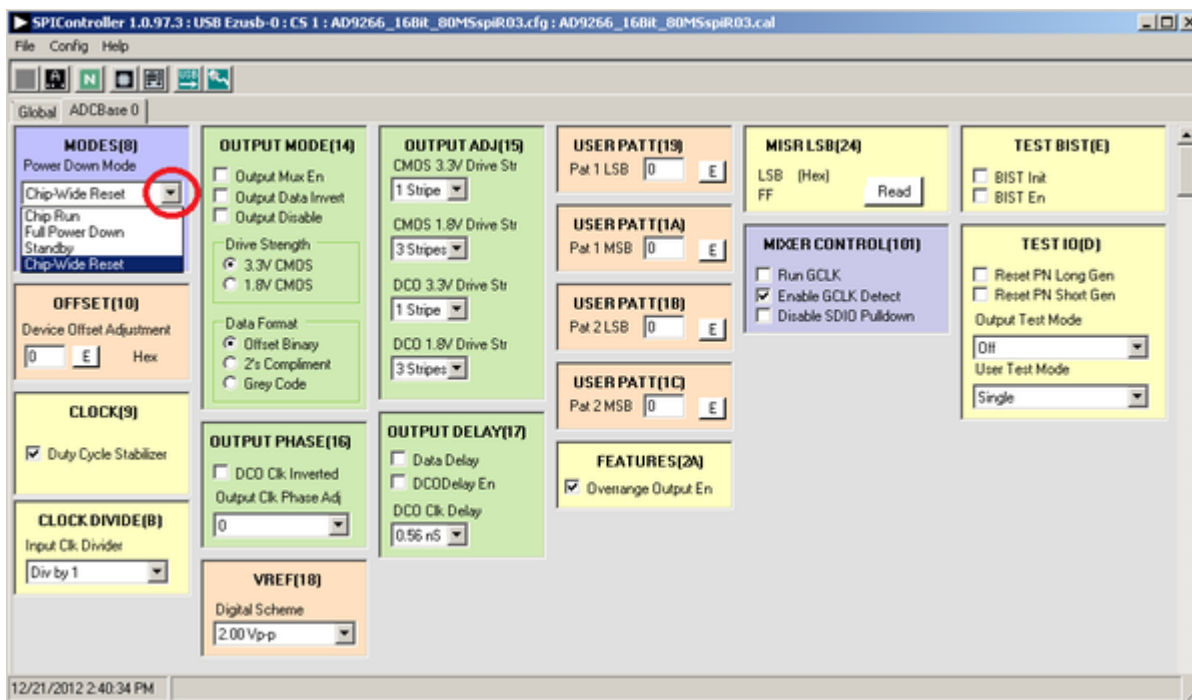 SPIController 1.0.97.3 : USB Ezusb-0 : CS 1 : AD9266_16Bit_80MSspiR03.cfg : AD9266_16Bit_80MSspiR03.cal
File Config Help
Global ADCBase 0
MODES(8)
Power Down Mode
Chip-Wide Reset
Chip Run
Full Power Down
Standby
Chip-Wide Reset
OFFSET(10)
Device Offset Adjustment
0 E Hex
CLOCK(9)
Duty Cycle Stabilizer
CLOCK DIVIDE(B)
Input Clk Divider
Div by 1
OUTPUT MODE(14)
Output Mux En
Output Data Invert
Output Disable
Drive Strength
3.3V CMOS
1.8V CMOS
Data Format
Offset Binary
2's Compliment
Grey Code
OUTPUT PHASE(16)
DCO Clk Inverted
Output Clk Phase Adj
0
VREF(18)
Digital Scheme
2.00 Vp-p
OUTPUT ADJ(15)
CMOS 3.3V Drive Str
1 Stripe
CMOS 1.8V Drive Str
3 Stripes
DCO 3.3V Drive Str
1 Stripe
DCO 1.8V Drive Str
3 Stripes
OUTPUT DELAY(17)
Data Delay
DCODelay En
DCO Clk Delay
0.56 nS
USER PATT(19)
Pat 1 LSB 0 E
USER PATT(1A)
Pat 1 MSB 0 E
USER PATT(1B)
Pat 2 LSB 0 E
USER PATT(1C)
Pat 2 MSB 0 E
FEATURES(2A)
Overrange Output En
MISR LSB(24)
LSB (Hex)
FF Read
MIXER CONTROL(101)
Run GCLK
Enable GCLK Detect
Disable SDIO Pulldown
TEST BIST(E)
BIST Init
BIST En
TEST IO(D)
Reset PN Long Gen
Reset PN Short Gen
Output Test Mode
Off
User Test Mode
Single
12/21/2012 2:40:34 PM